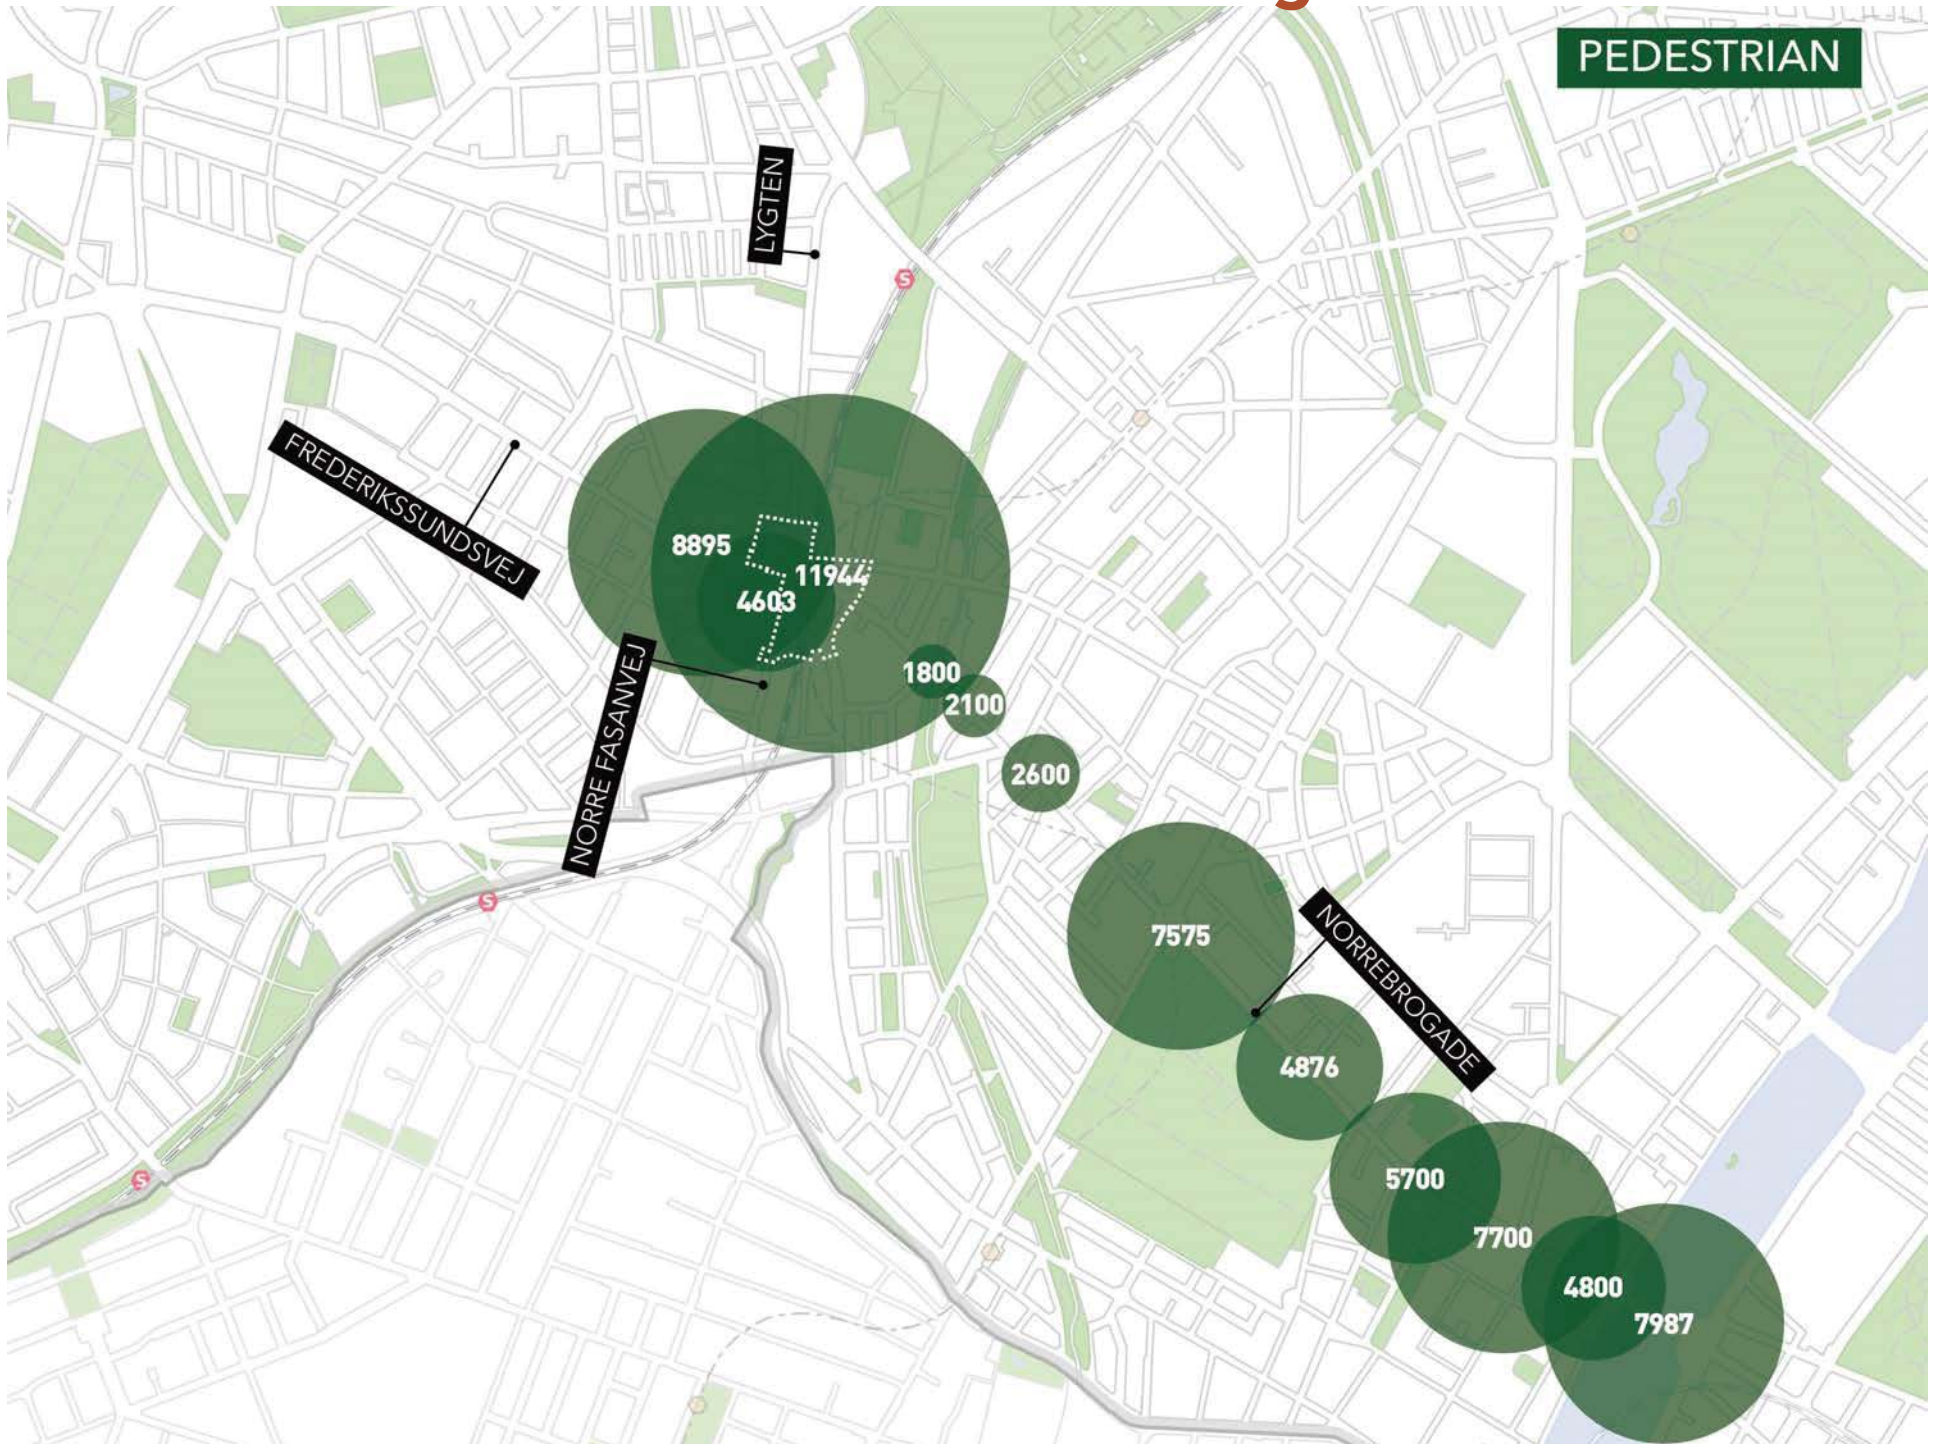 PEDESTRIAN
LYGTEN
S
FREDERIKSSUNDSVEJ
8895
11944
4603
NORRE FASANVEJ
1800
2100
2600
S
7575
NORREBROGADE
4876
5700
S
7700
4800
7987